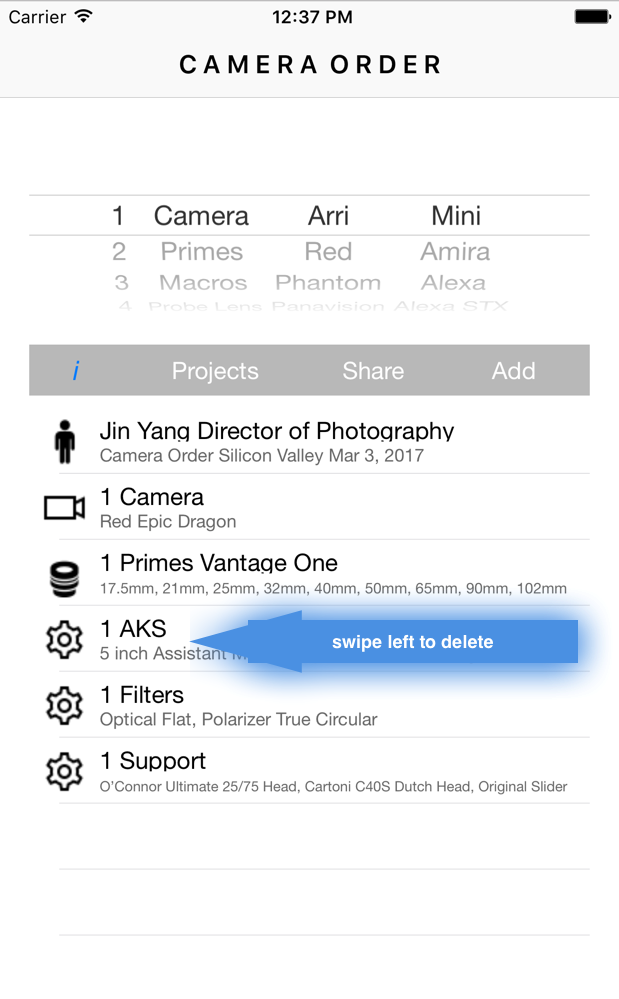 Carrier 12:37 PM
CAMERA ORDER
1 Camera Arri Mini
2 Primes Red Amira
3 Macros Phantom Alexa
4 Probe Lens Panavision Alexa STX
i Projects Share Add
Jin Yang Director of Photography
Camera Order Silicon Valley Mar 3, 2017
1 Camera
Red Epic Dragon
1 Primes Vantage One
17.5mm, 21mm, 25mm, 32mm, 40mm, 50mm, 65mm, 90mm, 102mm
1 AKS
swipe left to delete
5 inch Assistant
1 Filters
Optical Flat, Polarizer True Circular
1 Support
O'Connor Ultimate 25/75 Head, Cartoni C40S Dutch Head, Original Slider